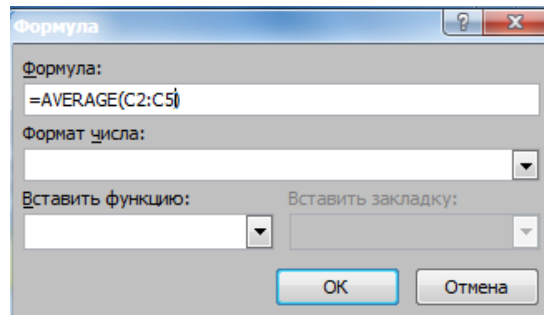 Формула
Формула:
=AVERAGE(C2:C5)
Формат числа:
Вставить функцию: Вставить закладку:
ОК Отмена